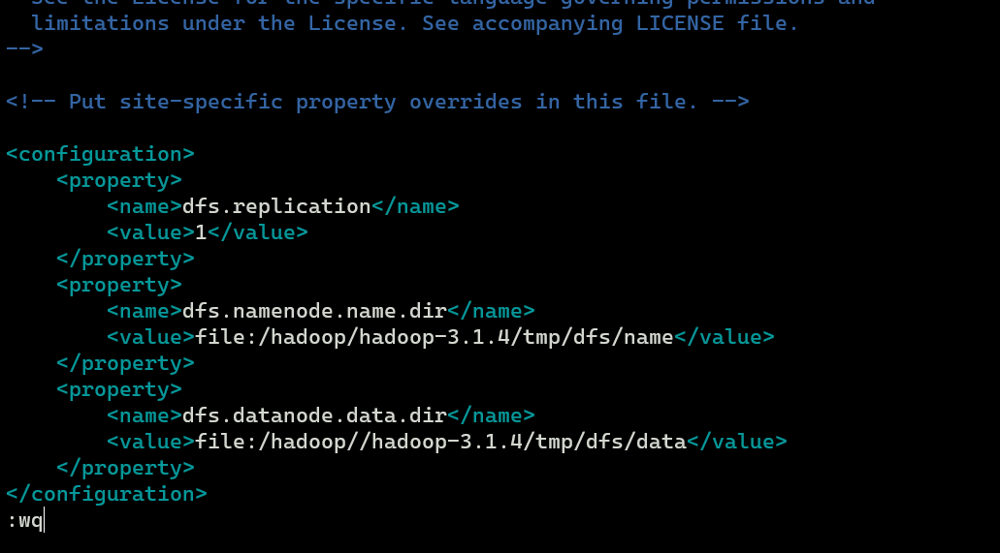 See the License for the specific language governing permissions and
limitations under the License. See accompanying LICENSE file.
-->
<!-- Put site-specific property overrides in this file. -->
<configuration>
<property>
<name>dfs.replication</name>
<value>1</value>
</property>
<property>
<name>dfs.namenode.name.dir</name>
<value>file:/hadoop/hadoop-3.1.4/tmp/dfs/name</value>
</property>
<property>
<name>dfs.datanode.data.dir</name>
<value>file:/hadoop//hadoop-3.1.4/tmp/dfs/data</value>
</property>
</configuration>
:wq